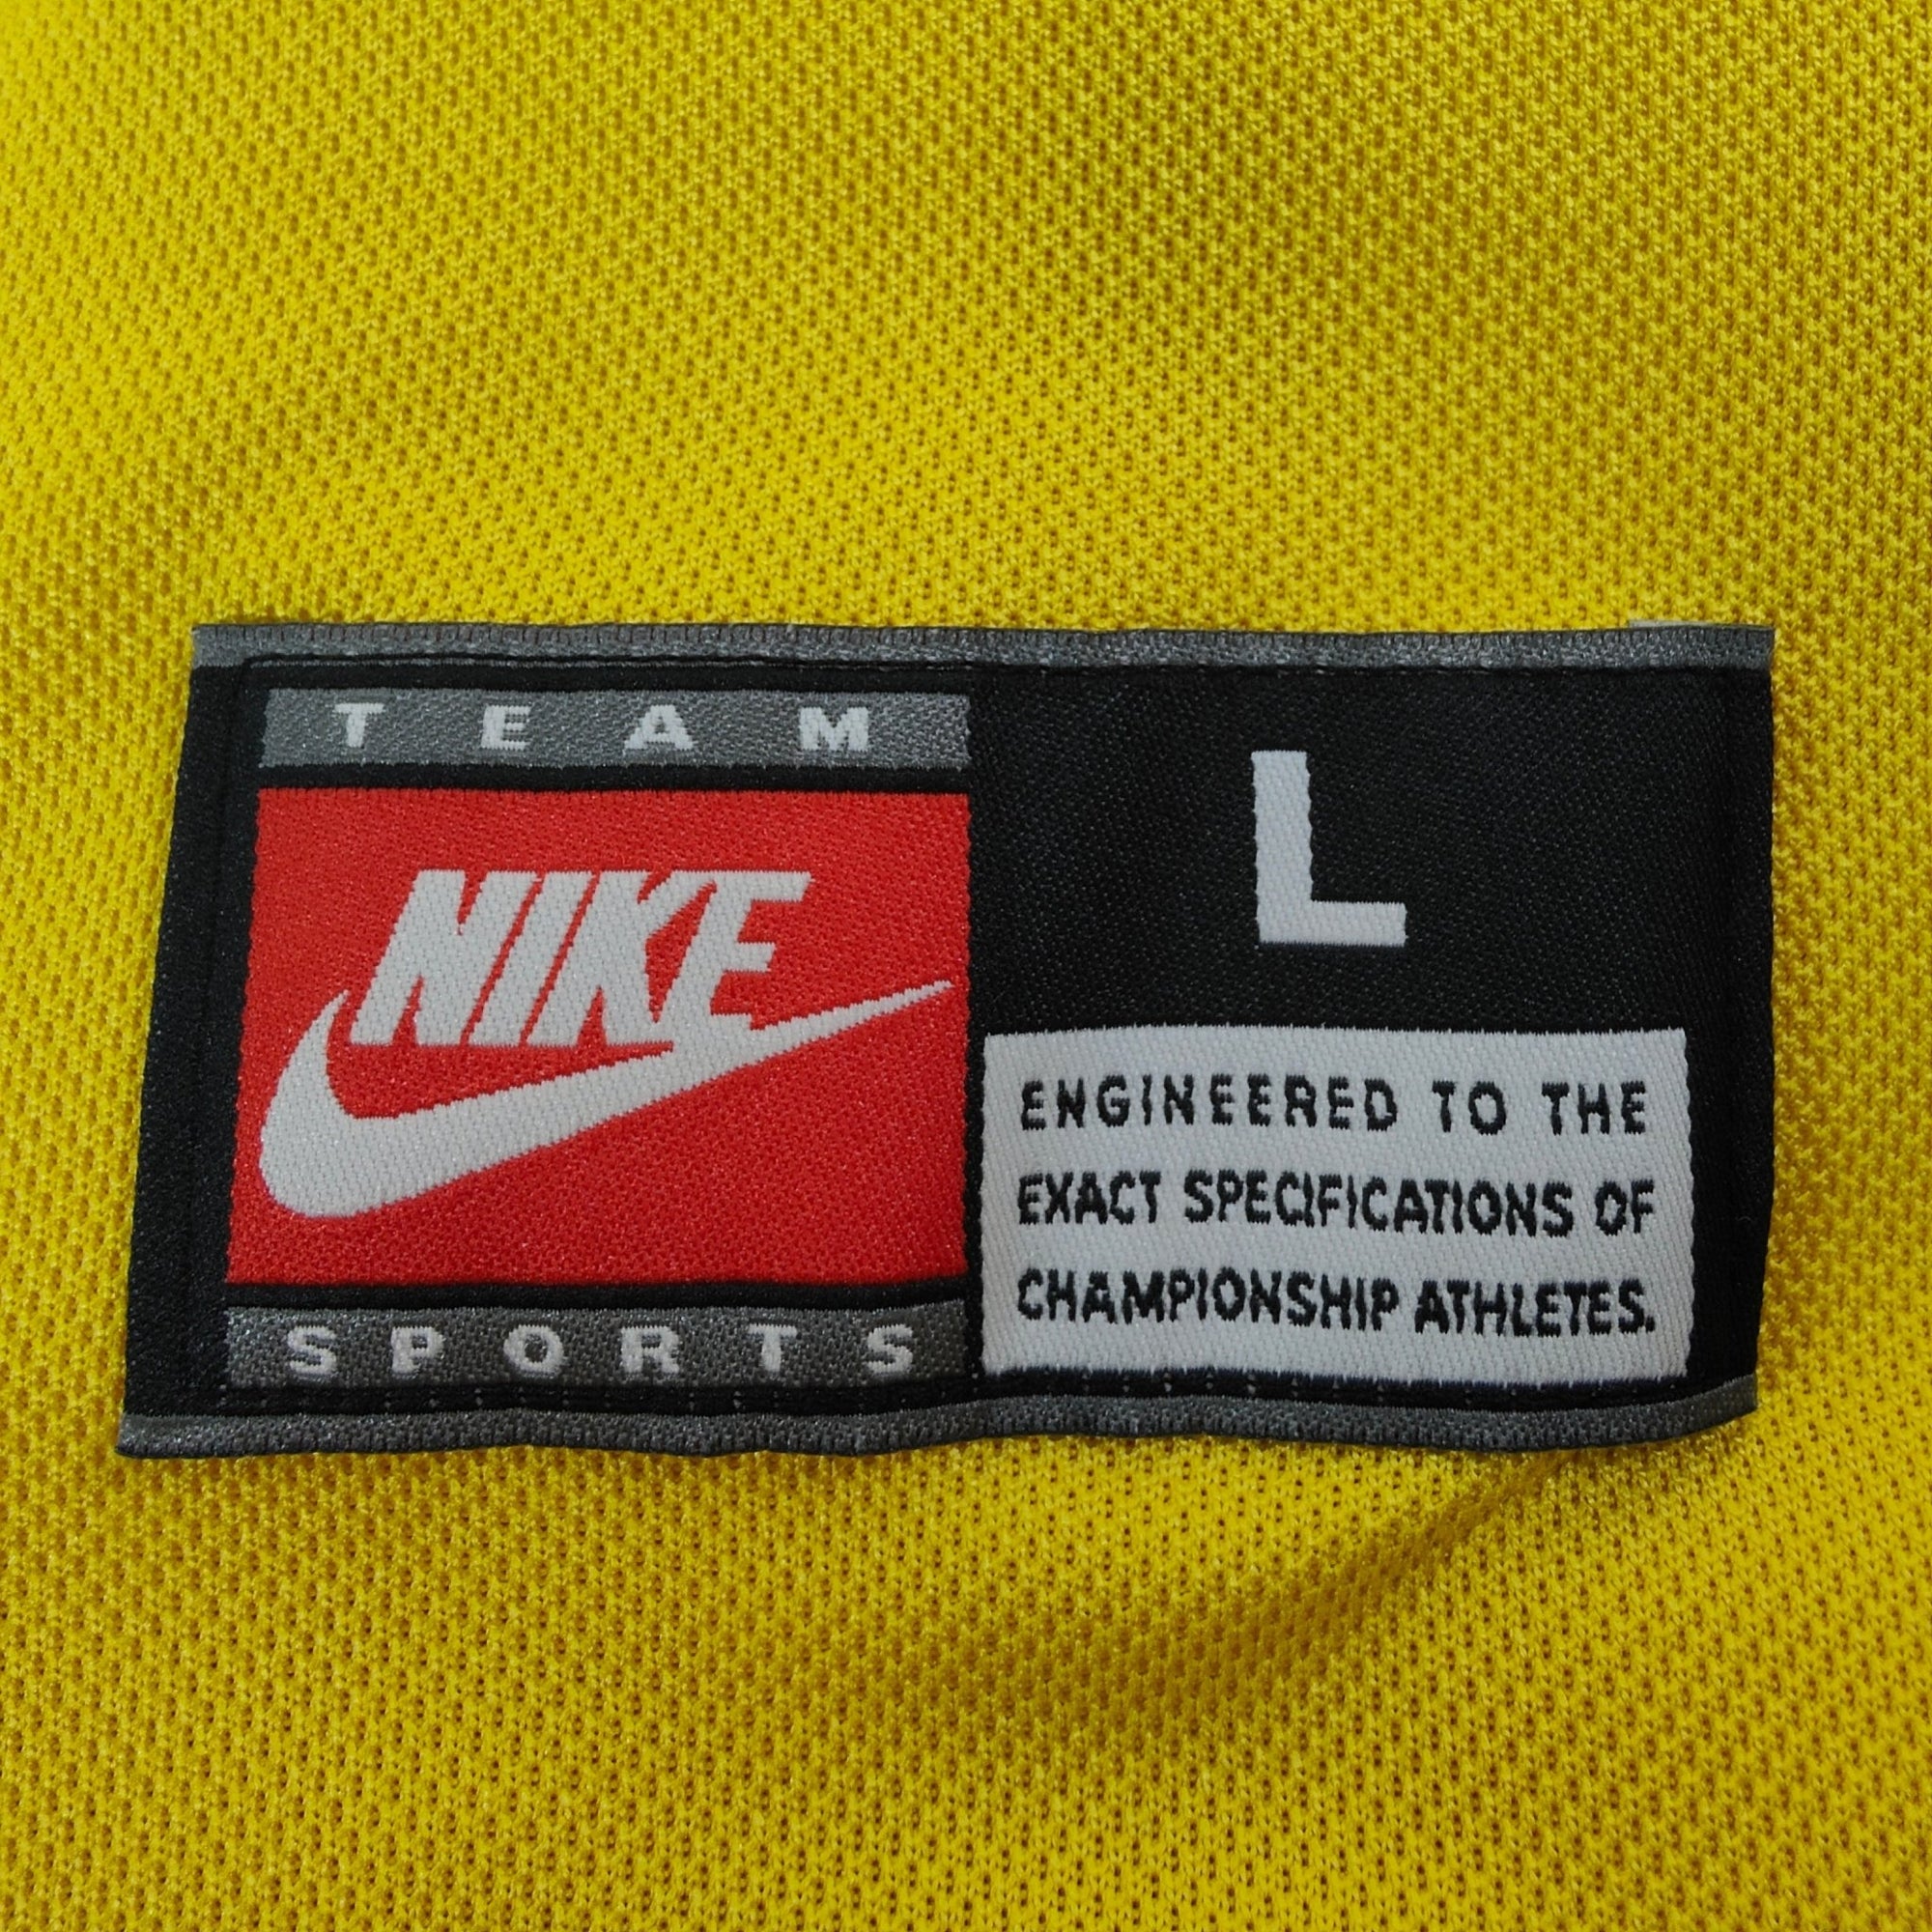 TEAM
NIKE
SPORTS
L
ENGINEERED TO THE
EXACT SPECIFICATIONS OF
CHAMPIONSHIP ATHLETES.